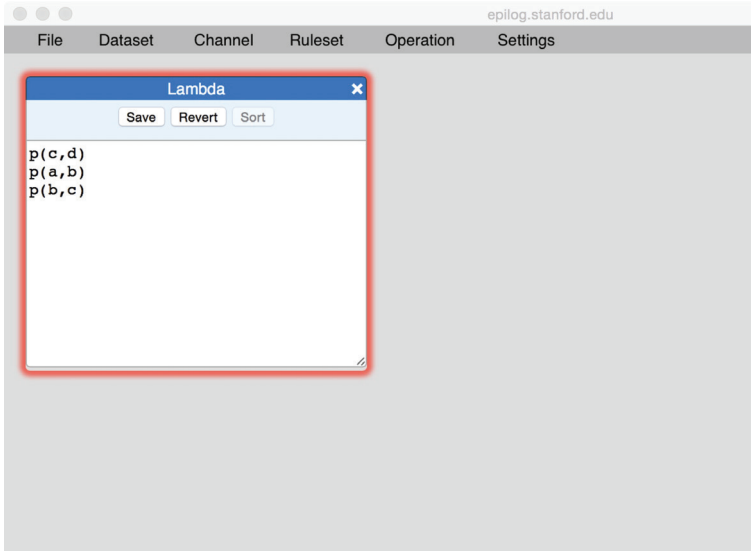 epilog.stanford.edu
File Dataset Channel Ruleset Operation Settings
Lambda
Save Revert Sort
p(c,d)
p(a,b)
p(b,c)